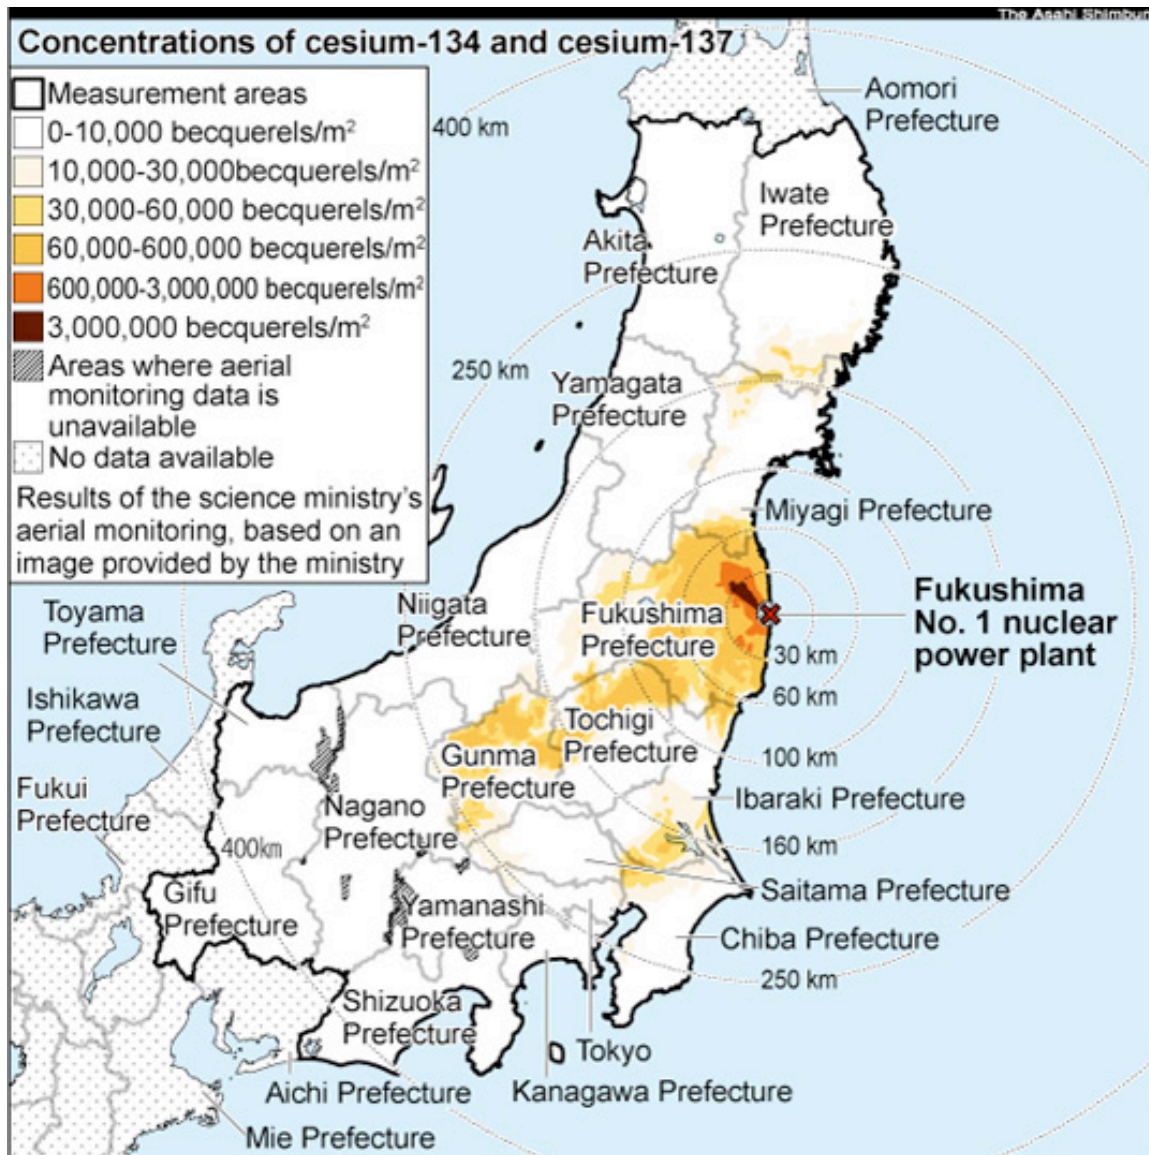 The Asahi Shimbun
Concentrations of cesium-134 and cesium-137
Measurement areas
0-10,000 becquerels/m²
10,000-30,000becquerels/m²
30,000-60,000 becquerels/m²
60,000-600,000 becquerels/m²
600,000-3,000,000 becquerels/m²
3,000,000 becquerels/m²
Areas where aerial
monitoring data is
unavailable
No data available
Results of the science ministry's
aerial monitoring, based on an
image provided by the ministry
400 km
Aomori
Prefecture
Iwate
Prefecture
Akita
Prefecture
250 km
Yamagata
Prefecture
Miyagi Prefecture
Fukushima
No. 1 nuclear
power plant
Niigata
Prefecture
Fukushima
Prefecture
30 km
60 km
100 km
160 km
250 km
Toyama
Prefecture
Ishikawa
Prefecture
Fukui
Prefecture
Tochigi
Prefecture
Gunma
Prefecture
Nagano
Prefecture
Ibaraki Prefecture
400km
Gifu
Prefecture
Yamanashi
Prefecture
Saitama Prefecture
Chiba Prefecture
Shizuoka
Prefecture
Tokyo
Aichi Prefecture
Kanagawa Prefecture
Mie Prefecture